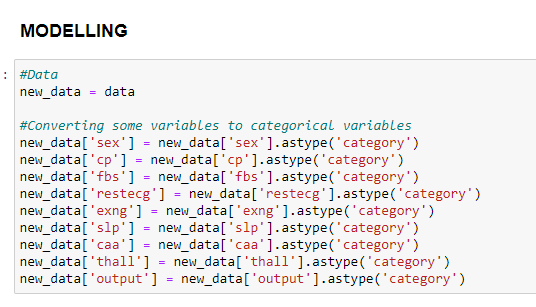 MODELLING
:
#Data
new_data = data
#Converting some variables to categorical variables
new_data['sex'] = new_data['sex'].astype('category')
new_data['cp'] = new_data['cp'].astype('category')
new_data['fbs'] = new_data['fbs'].astype('category')
new_data['restecg'] = new_data['restecg'].astype('category')
new_data['exng'] = new_data['exng'].astype('category')
new_data['slp'] = new_data['slp'].astype('category')
new_data['caa'] = new_data['caa'].astype('category')
new_data['thall'] = new_data['thall'].astype('category')
new_data['output'] = new_data['output'].astype('category')